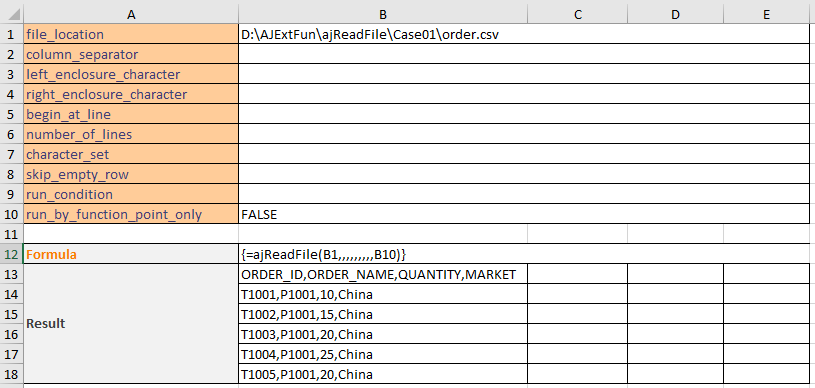 A B C D E
1 file_location D:\AJExtFun\ajReadFile\Case01\order.csv
2 column_separator
3 left_enclosure_character
4 right_enclosure_character
5 begin_at_line
6 number_of_lines
7 character_set
8 skip_empty_row
9 run_condition
10 run_by_function_point_only FALSE
11
12 Formula {=ajReadFile(B1,,,,,,,,,B10)}
13 ORDER_ID,ORDER_NAME,QUANTITY,MARKET
14 T1001,P1001,10,China
15 T1002,P1001,15,China
Result
16 T1003,P1001,20,China
17 T1004,P1001,25,China
18 T1005,P1001,20,China